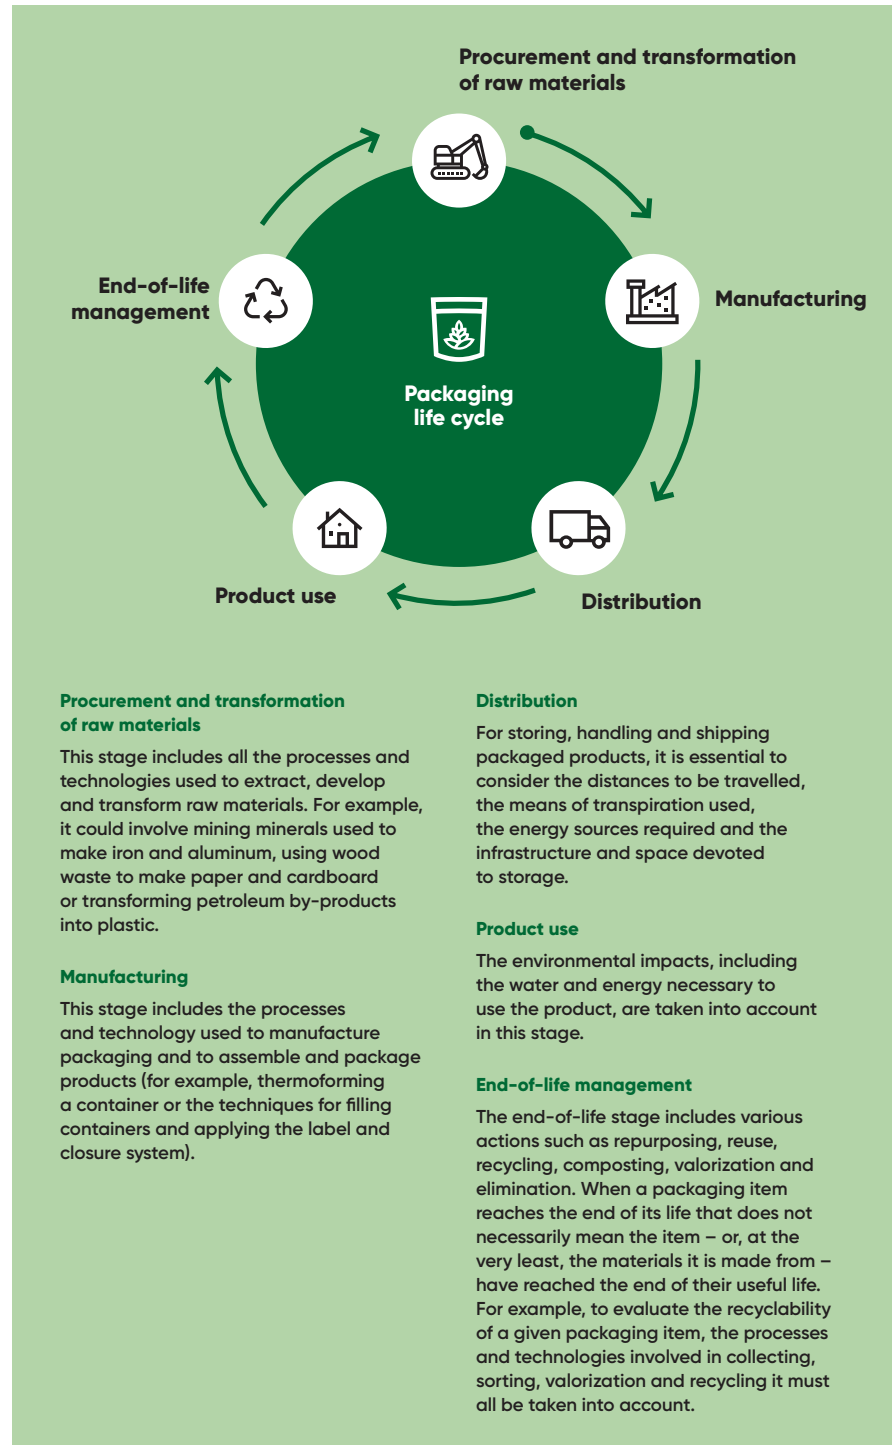 Procurement and transformation
of raw materials
End-of-life
management
Manufacturing
Packaging
life cycle
Product use
Distribution
Procurement and transformation
of raw materials
This stage includes all the processes and
technologies used to extract, develop
and transform raw materials. For example,
it could involve mining minerals used to
make iron and aluminum, using wood
waste to make paper and cardboard
or transforming petroleum by-products
into plastic.
Manufacturing
This stage includes the processes
and technology used to manufacture
packaging and to assemble and package
products (for example, thermoforming
a container or the techniques for filling
containers and applying the label and
closure system).
Distribution
For storing, handling and shipping
packaged products, it is essential to
consider the distances to be travelled,
the means of transpiration used,
the energy sources required and the
infrastructure and space devoted
to storage.
Product use
The environmental impacts, including
the water and energy necessary to
use the product, are taken into account
in this stage.
End-of-life management
The end-of-life stage includes various
actions such as repurposing, reuse,
recycling, composting, valorization and
elimination. When a packaging item
reaches the end of its life that does not
necessarily mean the item – or, at the
very least, the materials it is made from –
have reached the end of their useful life.
For example, to evaluate the recyclability
of a given packaging item, the processes
and technologies involved in collecting,
sorting, valorization and recycling it must
all be taken into account.